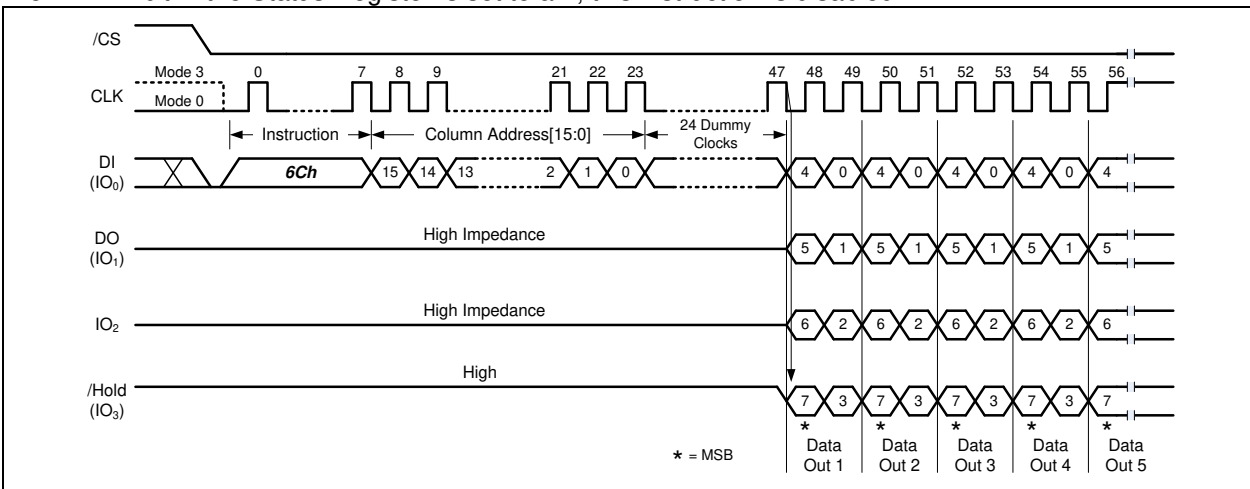 /CS
Mode 3
Mode 0
CLK
0 7 8 9 21 22 23 47 48 49 50 51 52 53 54 55 56
Instruction
Column Address[15:0]
24 Dummy
Clocks
DI
(IO0)
6Ch 15 14 13 2 1 0 4 0 4 0 4 0 4 0 4
DO
(IO1)
High Impedance
5 1 5 1 5 1 5 1 5
IO2
High Impedance
6 2 6 2 6 2 6 2 6
/Hold
(IO3)
High
7 3 7 3 7 3 7 3 7
* * * * *
* = MSB
Data
Out 1
Data
Out 2
Data
Out 3
Data
Out 4
Data
Out 5